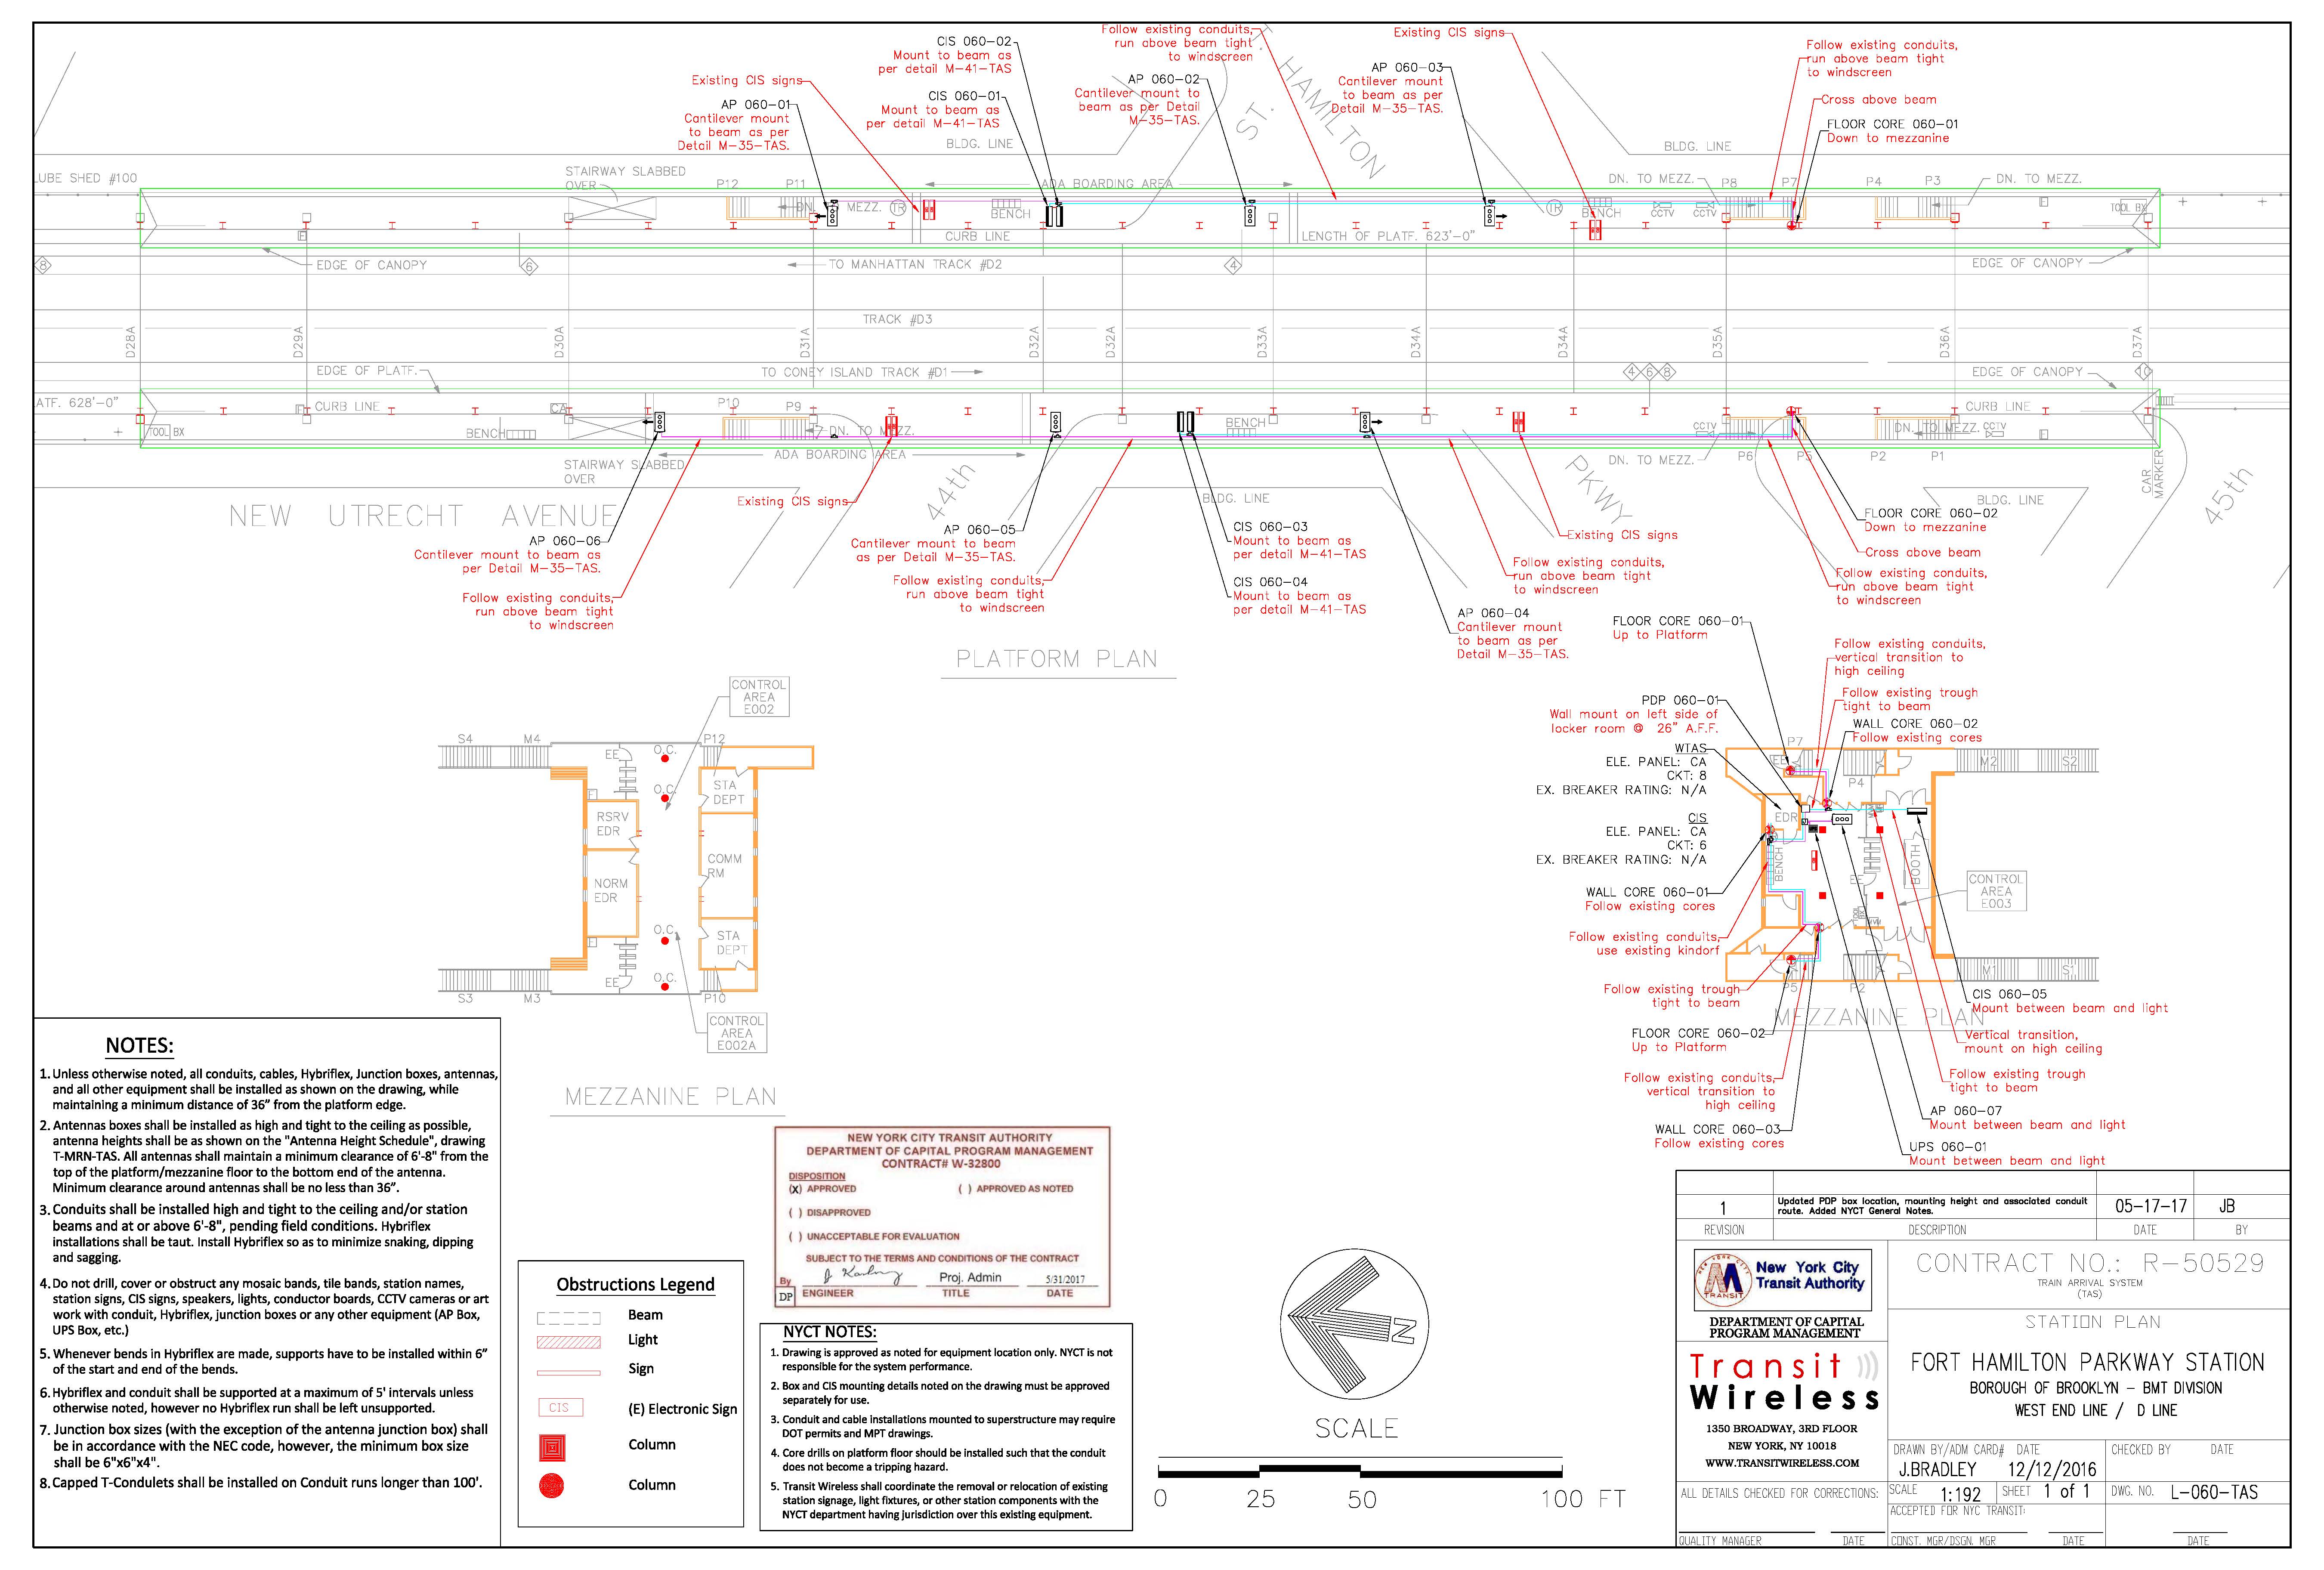 CIS 060-02
Mount to beam as
per detail M-41-TAS
Follow existing conduits,
run above beam tight
to windscreen
Existing CIS signs
Follow existing conduits,
run above beam tight
to windscreen
Existing CIS signs
AP 060-01
Cantilever mount
to beam as per
Detail M-35-TAS.
CIS 060-01
Mount to beam as
per detail M-41-TAS
AP 060-02
Cantilever mount to
beam as per Detail
M-35-TAS.
AP 060-03
Cantilever mount
to beam as per
Detail M-35-TAS.
Cross above beam
FLOOR CORE 060-01
Down to mezzanine
ST.
HAMILTON
BLDG. LINE
BLDG. LINE
LUBE SHED #100
STAIRWAY SLABBED
OVER
P12
P11
DN. TO MEZZ.
TR
ADA BOARDING AREA
BENCH
CURB LINE
LENGTH OF PLATF. 623'-0"
TR
BENCH
DN. TO MEZZ.
CCTV
CCTV
P8
P7
P4
P3
DN. TO MEZZ.
TOOL BX
8
EDGE OF CANOPY
6
TO MANHATTAN TRACK #D2
4
EDGE OF CANOPY
TRACK #D3
D28A
D29A
D30A
D31A
D32A
D32A
D33A
D34A
D34A
D35A
D36A
D37A
EDGE OF PLATF.
TO CONEY ISLAND TRACK #D1
4
6
8
EDGE OF CANOPY
10
ATF. 628'-0"
CURB LINE
CA
P10
P9
CURB LINE
TOOL BX
BENCH
DN. TO MEZZ.
BENCH
CCTV
DN. TO MEZZ.
CCTV
STAIRWAY SLABBED
OVER
ADA BOARDING AREA
DN. TO MEZZ.
P6
P5
P2
P1
CAR
MARKER
NEW UTRECHT AVENUE
Existing CIS signs
44th
BLDG. LINE
PKWY
BLDG. LINE
45th
AP 060-06
Cantilever mount to beam as
per Detail M-35-TAS.
Follow existing conduits,
run above beam tight
to windscreen
AP 060-05
Cantilever mount to beam
as per Detail M-35-TAS.
Follow existing conduits,
run above beam tight
to windscreen
CIS 060-03
Mount to beam as
per detail M-41-TAS
CIS 060-04
Mount to beam as
per detail M-41-TAS
Existing CIS signs
Follow existing conduits,
run above beam tight
to windscreen
AP 060-04
Cantilever mount
to beam as per
Detail M-35-TAS.
FLOOR CORE 060-02
Down to mezzanine
Cross above beam
Follow existing conduits,
run above beam tight
to windscreen
PLATFORM PLAN
CONTROL
AREA
E002
S4
M4
EE
O.C.
P12
O.C.
STA
DEPT
RSRV
EDR
COMM
RM
NORM
EDR
O.C.
STA
DEPT
EE
O.C.
S3
M3
P10
CONTROL
AREA
E002A
MEZZANINE PLAN
FLOOR CORE 060-01
Up to Platform
Follow existing conduits,
vertical transition to
high ceiling
Follow existing trough
tight to beam
PDP 060-01
Wall mount on left side of
locker room @ 26" A.F.F.
WALL CORE 060-02
Follow existing cores
WTAS
ELE. PANEL: CA
CKT: 8
EX. BREAKER RATING: N/A
CIS
ELE. PANEL: CA
CKT: 6
EX. BREAKER RATING: N/A
WALL CORE 060-01
Follow existing cores
Follow existing conduits,
use existing kindorf
Follow existing trough
tight to beam
FLOOR CORE 060-02
Up to Platform
Follow existing conduits,
vertical transition to
high ceiling
WALL CORE 060-03
Follow existing cores
P7
EE
P4
M2
S2
EDR
BENCH
EE
BOOTH
CONTROL
AREA
E003
P5
P2
M1
S1
MEZZANINE PLAN
CIS 060-05
Mount between beam and light
Vertical transition,
mount on high ceiling
Follow existing trough
tight to beam
AP 060-07
Mount between beam and light
UPS 060-01
Mount between beam and light
NOTES:
1. Unless otherwise noted, all conduits, cables, Hybriflex, Junction boxes, antennas,
and all other equipment shall be installed as shown on the drawing, while
maintaining a minimum distance of 36" from the platform edge.
2. Antennas boxes shall be installed as high and tight to the ceiling as possible,
antenna heights shall be as shown on the "Antenna Height Schedule", drawing
T-MRN-TAS. All antennas shall maintain a minimum clearance of 6'-8" from the
top of the platform/mezzanine floor to the bottom end of the antenna.
Minimum clearance around antennas shall be no less than 36".
3. Conduits shall be installed high and tight to the ceiling and/or station
beams and at or above 6'-8", pending field conditions. Hybriflex
installations shall be taut. Install Hybriflex so as to minimize snaking, dipping
and sagging.
4. Do not drill, cover or obstruct any mosaic bands, tile bands, station names,
station signs, CIS signs, speakers, lights, conductor boards, CCTV cameras or art
work with conduit, Hybriflex, junction boxes or any other equipment (AP Box,
UPS Box, etc.)
5. Whenever bends in Hybriflex are made, supports have to be installed within 6"
of the start and end of the bends.
6. Hybriflex and conduit shall be supported at a maximum of 5' intervals unless
otherwise noted, however no Hybriflex run shall be left unsupported.
7. Junction box sizes (with the exception of the antenna junction box) shall
be in accordance with the NEC code, however, the minimum box size
shall be 6"x6"x4".
8. Capped T-Condulets shall be installed on Conduit runs longer than 100'.
Obstructions Legend
Beam
Light
Sign
CIS
(E) Electronic Sign
Column
Column
NEW YORK CITY TRANSIT AUTHORITY
DEPARTMENT OF CAPITAL PROGRAM MANAGEMENT
CONTRACT# W-32800
DISPOSITION
(X) APPROVED
( ) APPROVED AS NOTED
( ) DISAPPROVED
( ) UNACCEPTABLE FOR EVALUATION
SUBJECT TO THE TERMS AND CONDITIONS OF THE CONTRACT
By
Proj. Admin
5/31/2017
DP
ENGINEER
TITLE
DATE
NYCT NOTES:
1. Drawing is approved as noted for equipment location only. NYCT is not
responsible for the system performance.
2. Box and CIS mounting details noted on the drawing must be approved
separately for use.
3. Conduit and cable installations mounted to superstructure may require
DOT permits and MPT drawings.
4. Core drills on platform floor should be installed such that the conduit
does not become a tripping hazard.
5. Transit Wireless shall coordinate the removal or relocation of existing
station signage, light fixtures, or other station components with the
NYCT department having jurisdiction over this existing equipment.
N
SCALE
0 25 50 100 FT
1
Updated PDP box location, mounting height and associated conduit
route. Added NYCT General Notes.
05-17-17
JB
REVISION
DESCRIPTION
DATE
BY
NEW YORK CITY
TRANSIT
New York City
Transit Authority
DEPARTMENT OF CAPITAL
PROGRAM MANAGEMENT
Transit
Wireless
1350 BROADWAY, 3RD FLOOR
NEW YORK, NY 10018
WWW.TRANSITWIRELESS.COM
ALL DETAILS CHECKED FOR CORRECTIONS:
QUALITY MANAGER
DATE
CONTRACT NO.: R-50529
TRAIN ARRIVAL SYSTEM
(TAS)
STATION PLAN
FORT HAMILTON PARKWAY STATION
BOROUGH OF BROOKLYN - BMT DIVISION
WEST END LINE / D LINE
DRAWN BY/ADM CARD# DATE
J.BRADLEY 12/12/2016
CHECKED BY DATE
SCALE 1:192
SHEET 1 of 1
DWG. NO. L-060-TAS
ACCEPTED FOR NYC TRANSIT:
CONST. MGR/DSGN. MGR
DATE
DATE